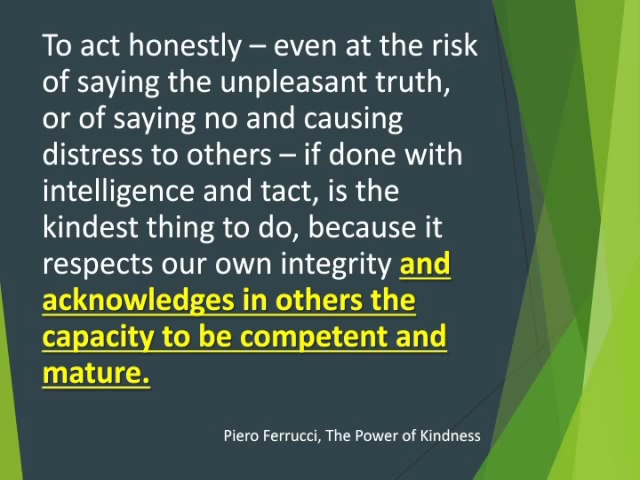 To act honestly – even at the risk
of saying the unpleasant truth,
or of saying no and causing
distress to others – if done with
intelligence and tact, is the
kindest thing to do, because it
respects our own integrity and
acknowledges in others the
capacity to be competent and
mature.
Piero Ferrucci, The Power of Kindness